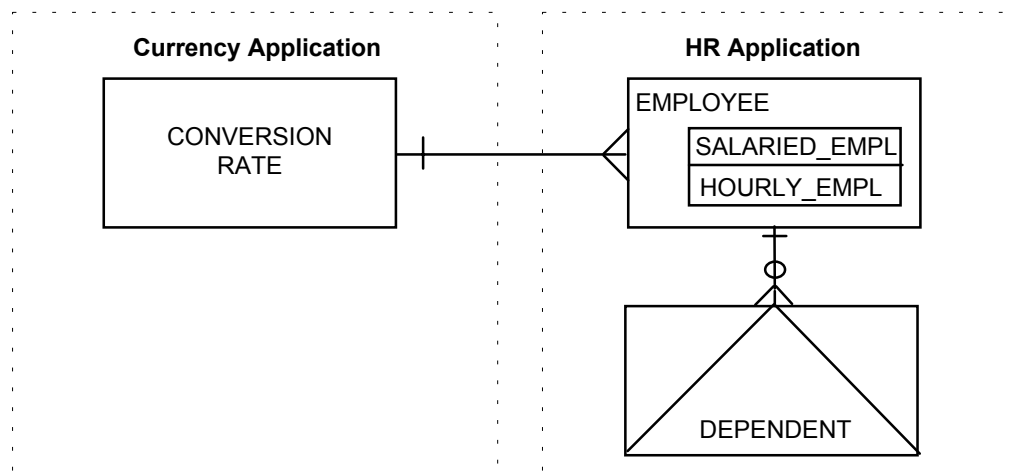 Currency Application
HR Application
CONVERSION
RATE
EMPLOYEE
SALARIED_EMPL
HOURLY_EMPL
DEPENDENT